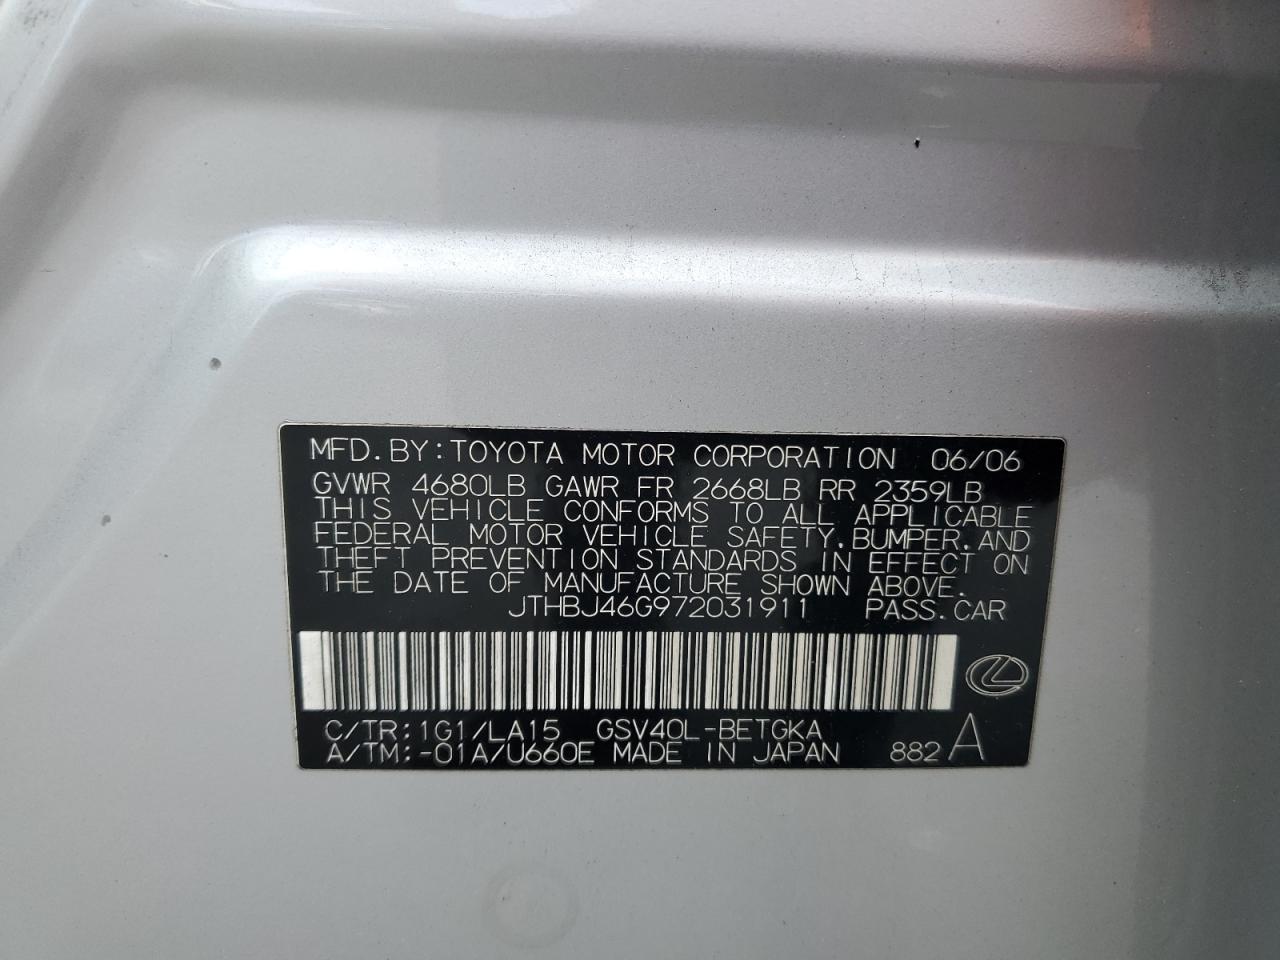 MFD. BY: TOYOTA MOTOR CORPORATION 06/06
GVWR 4680LB GAWR FR 2668LB RR 2359LB
THIS VEHICLE CONFORMS TO ALL APPLICABLE
FEDERAL MOTOR VEHICLE SAFETY, BUMPER, AND
THEFT PREVENTION STANDARDS IN EFFECT ON
THE DATE OF MANUFACTURE SHOWN ABOVE.
JTHBJ46G972031911 PASS. CAR
C/TR: 1G1/LA15 GSV40L-BETGKA
A/TM: -01A/U660E MADE IN JAPAN 882 A